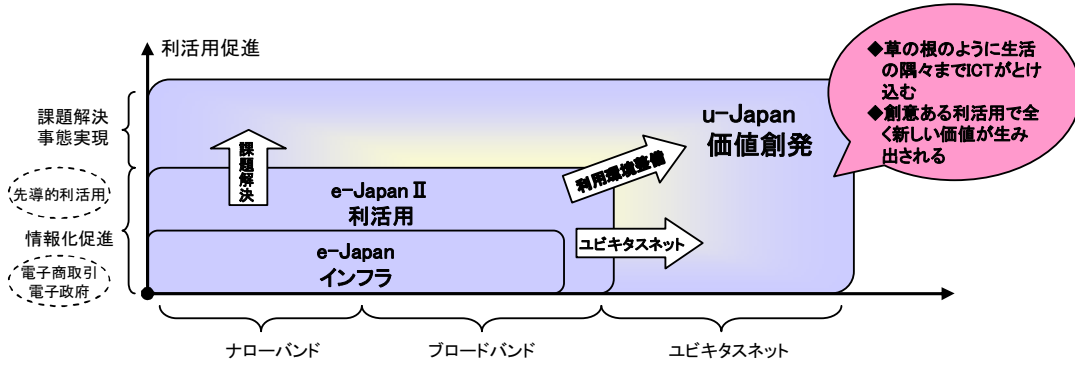 利活用促進
◆草の根のように生活
の隅々までICTがとけ
込む
◆創意ある利活用で全
く新しい価値が生み
出される
課題解決
事態実現
u-Japan
価値創発
課題解決
利用環境整備
先導的利活用
e-Japan Ⅱ
利活用
情報化促進
ユビキタスネット
e-Japan
インフラ
電子商取引
電子政府
ナローバンド
ブロードバンド
ユビキタスネット